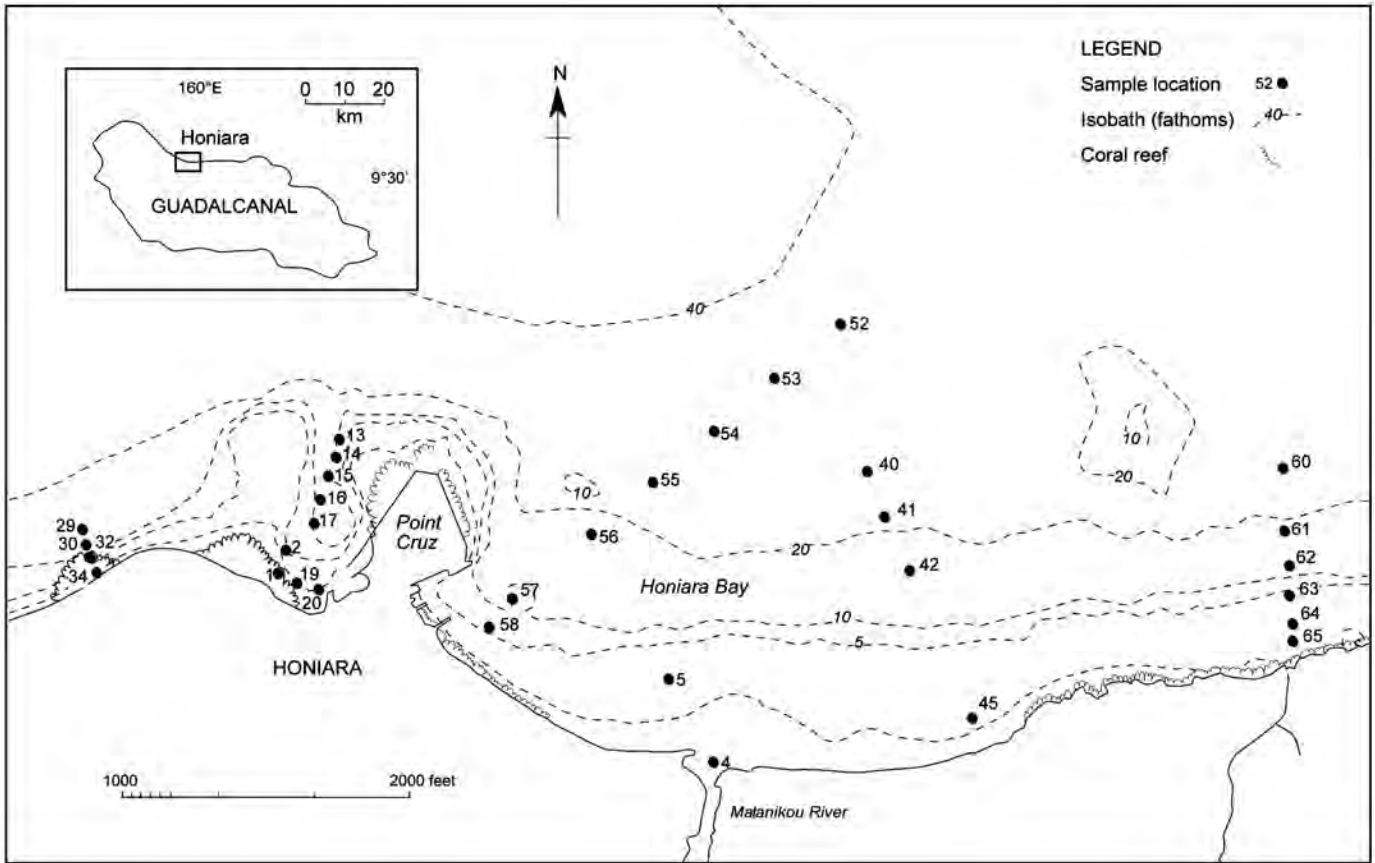 LEGEND
Sample location 52
Isobath (fathoms) 40
Coral reef
160°E
0 10 20
km
N
Honiara
9°30'
GUADALCANAL
40
52
53
54
13
14
15
16
17
55
10
56
40
41
10
20
60
61
62
63
64
65
29
30
32
34
2
1
19
20
Point
Cruz
20
42
Honiara Bay
57
58
10
5
HONIARA
5
45
4
1000
2000 feet
Matanikou River